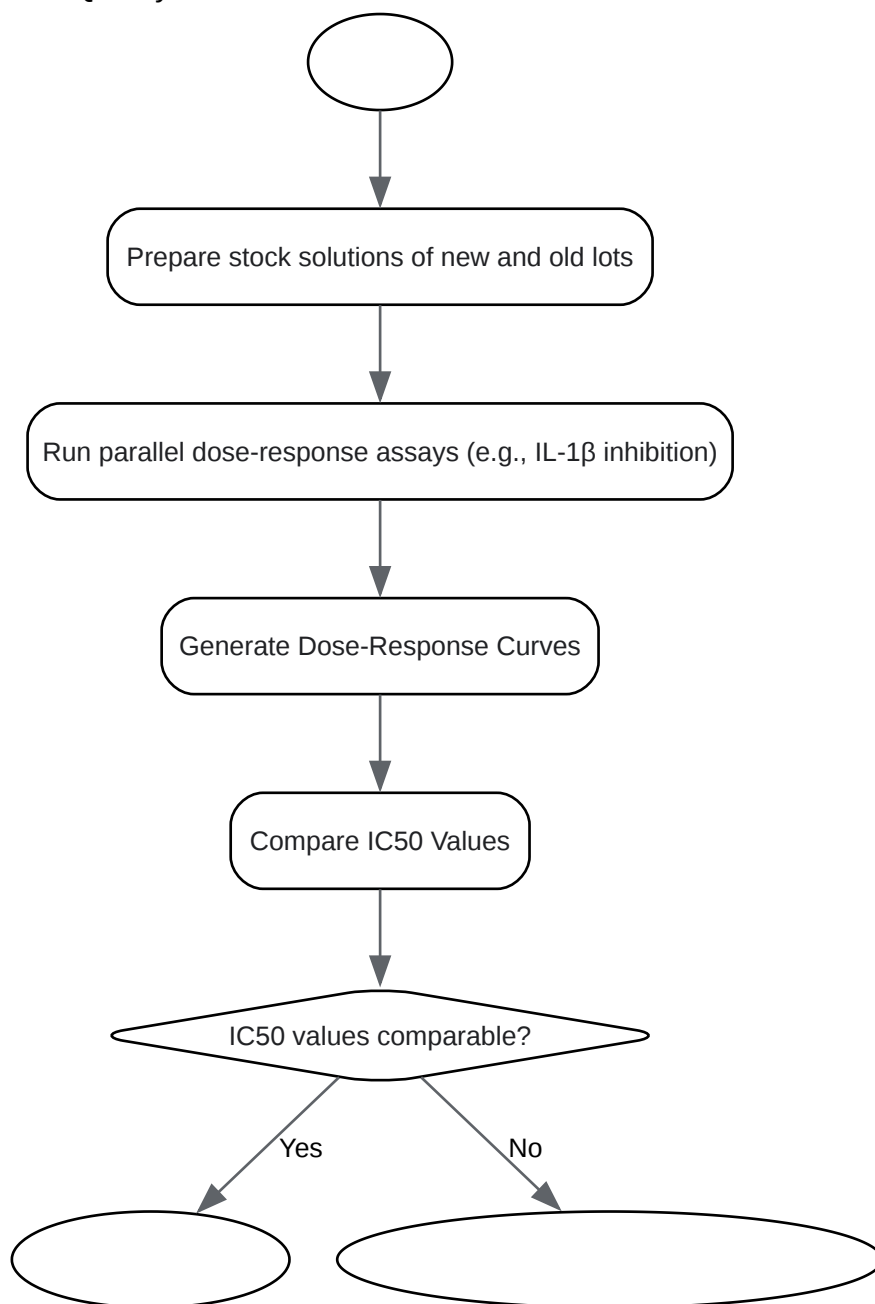 Prepare stock solutions of new and old lots
Run parallel dose-response assays (e.g., IL-1β inhibition)
Generate Dose-Response Curves
Compare IC50 Values
IC50 values comparable?
Yes
No